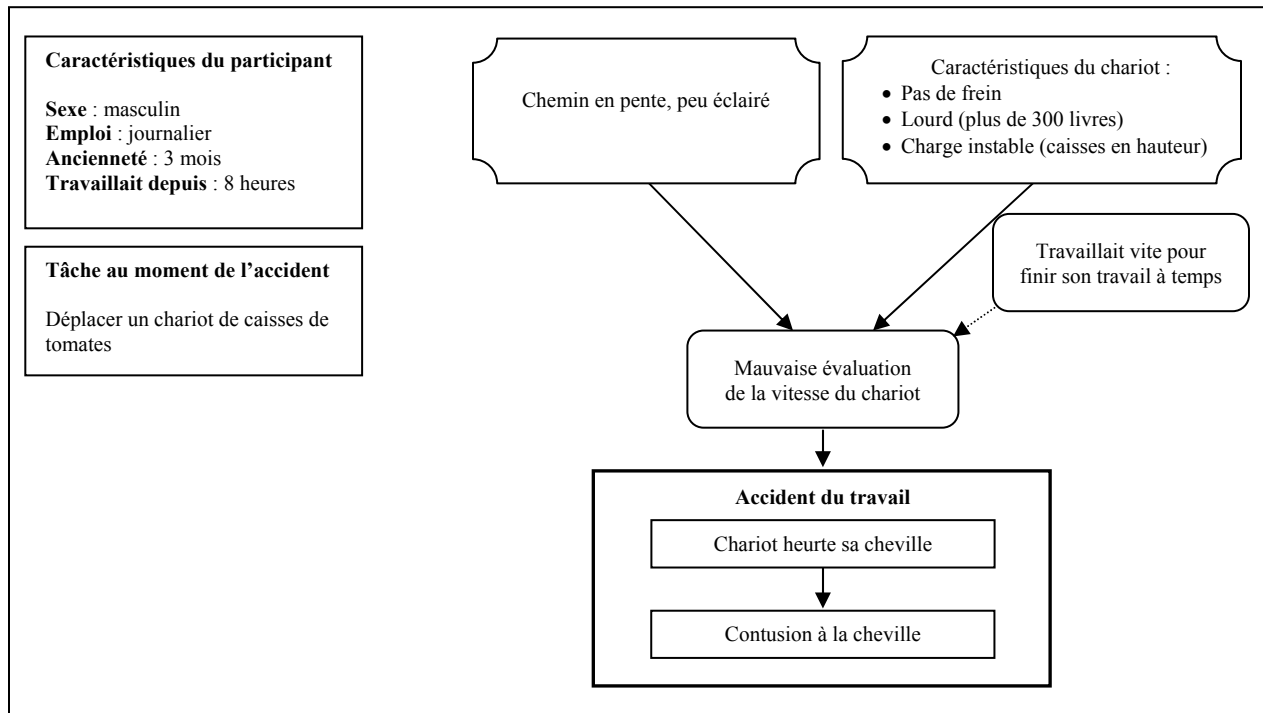 Caractéristiques du participant
Sexe : masculin
Emploi : journalier
Ancienneté : 3 mois
Travaillait depuis : 8 heures
Tâche au moment de l’accident
Déplacer un chariot de caisses de
tomates
Chemin en pente, peu éclairé
Caractéristiques du chariot :
• Pas de frein
• Lourd (plus de 300 livres)
• Charge instable (caisses en hauteur)
Travaillait vite pour
finir son travail à temps
Mauvaise évaluation
de la vitesse du chariot
Accident du travail
Chariot heurte sa cheville
Contusion à la cheville